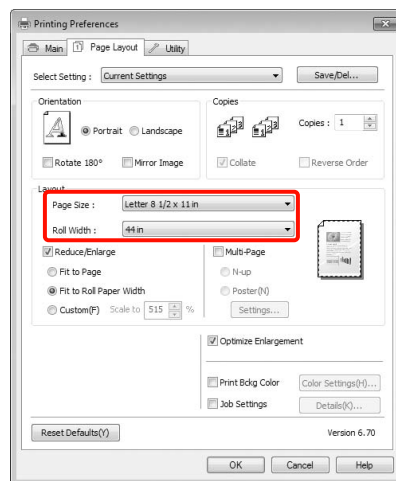 Printing Preferences
Main Page Layout Utility
Select Setting : Current Settings Save/Del...
Orientation Copies
Portrait Landscape Copies : 1
Rotate 180° Mirror Image Collate Reverse Order
Layout
Page Size : Letter 8 1/2 x 11 in
Roll Width : 44 in
Reduce/Enlarge Multi-Page
Fit to Page N-up
Fit to Roll Paper Width Poster(N)
Custom(F) Scale to 515 % Settings...
Optimize Enlargement
Print Bckg Color Color Settings(H)...
Job Settings Details(K)...
Reset Defaults(Y) Version 6.70
OK Cancel Help